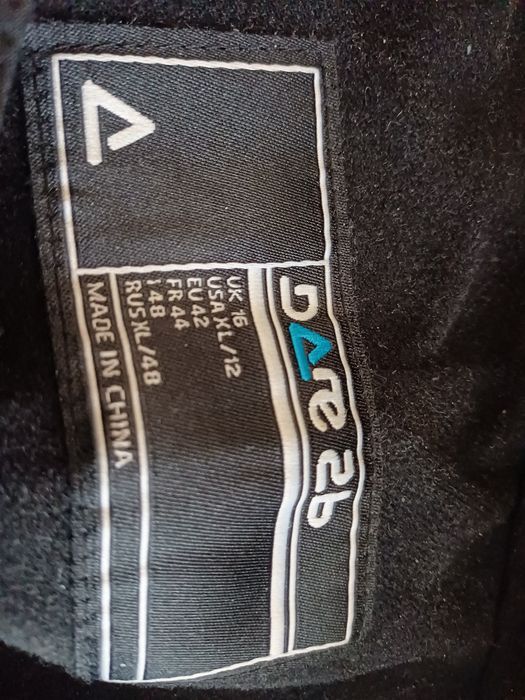 DARE 2b
UK 16
USA XL/12
EU 42
FR 44
I 48
RUS XL/48
MADE IN CHINA